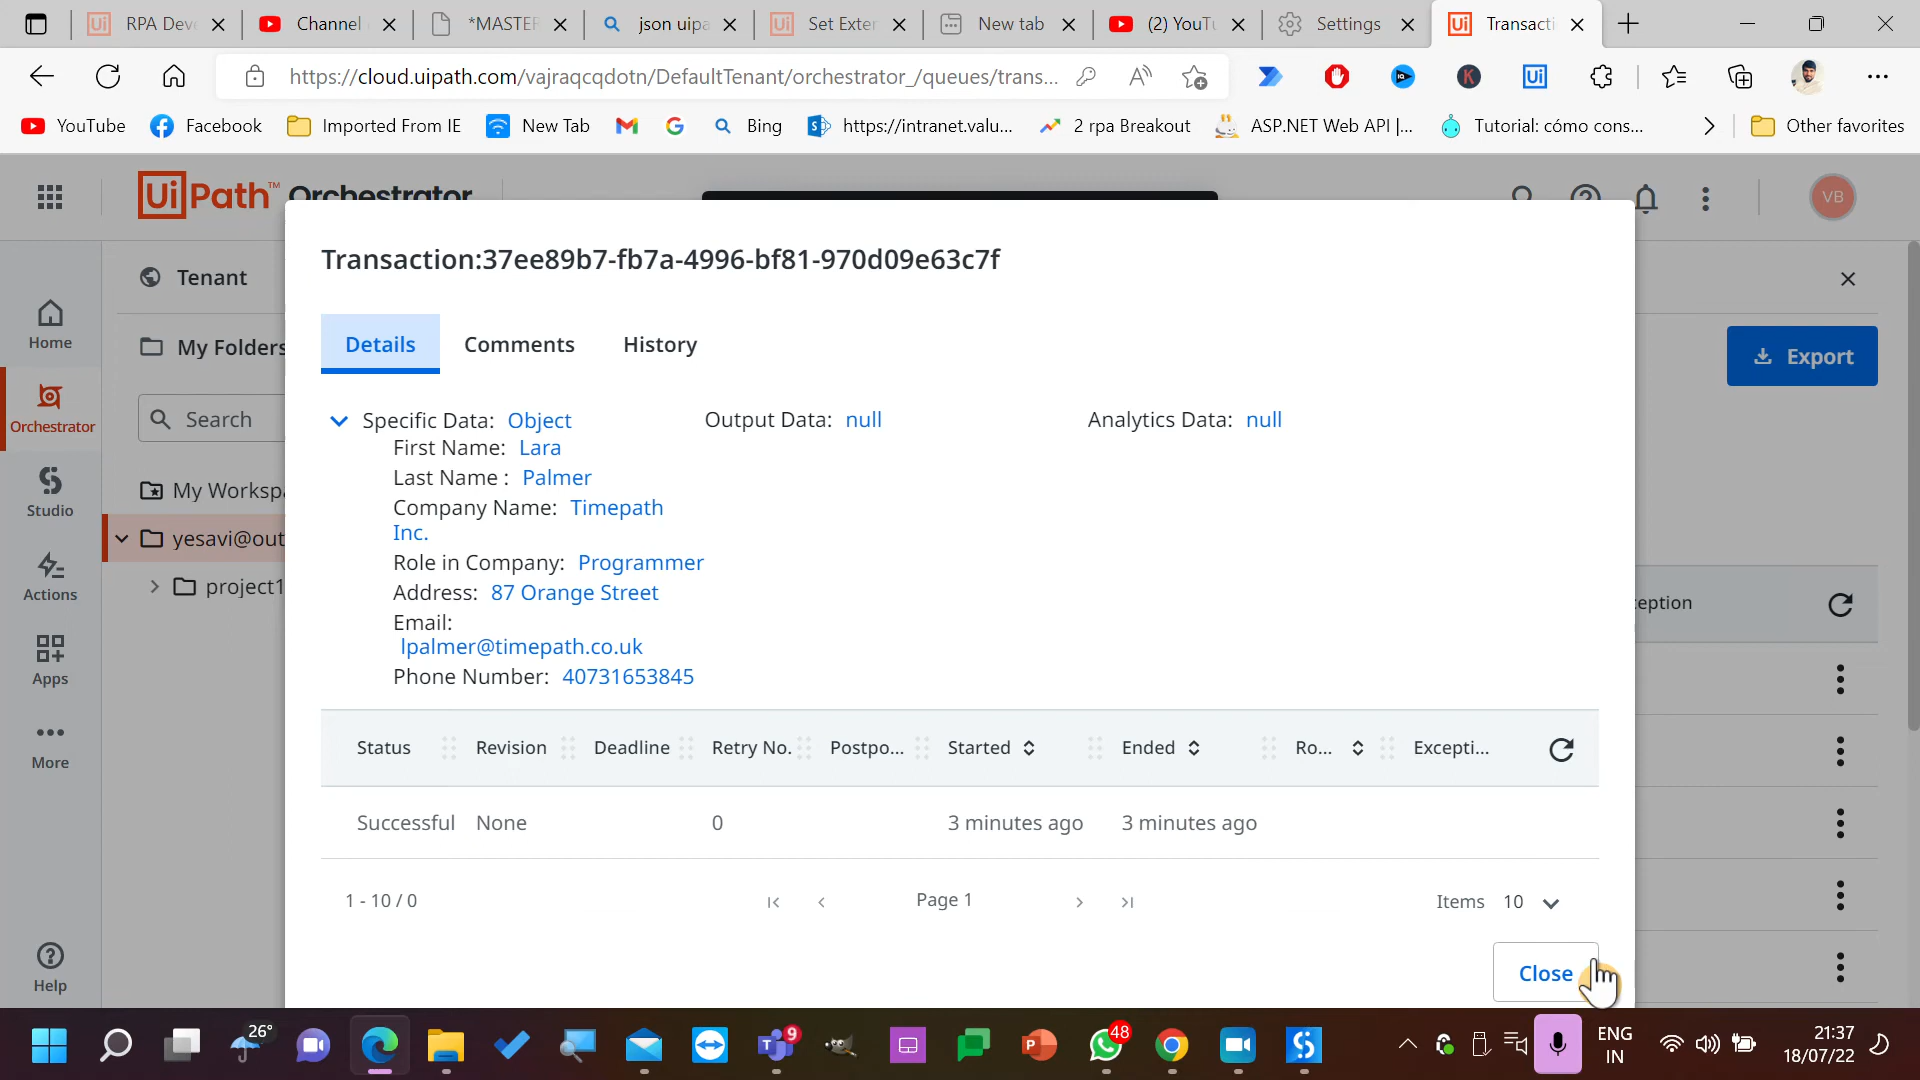 RPA Deve
Channel
*MASTER
json uipa
Set Exter
New tab
(2) YouTu
Settings
Transacti
https://cloud.uipath.com/vajraqcqdotn/DefaultTenant/orchestrator_/queues/trans...
YouTube
Facebook
Imported From IE
New Tab
Bing
https://intranet.valu...
2 rpa Breakout
ASP.NET Web API |...
Tutorial: cómo cons...
Other favorites
UiPath™ Orchestrator
VB
Home
Orchestrator
Studio
Actions
Apps
More
Help
Tenant
My Folders
Search
My Workspa
yesavi@out
project1
Export
ception
Transaction:37ee89b7-fb7a-4996-bf81-970d09e63c7f
Details
Comments
History
Specific Data: Object
First Name: Lara
Last Name : Palmer
Company Name: Timepath
Inc.
Role in Company: Programmer
Address: 87 Orange Street
Email:
lpalmer@timepath.co.uk
Phone Number: 40731653845
Output Data: null
Analytics Data: null
Status Revision Deadline Retry No. Postpo... Started Ended Ro... Excepti...
Successful None 0 3 minutes ago 3 minutes ago
1 - 10 / 0
Page 1
Items 10
Close
26°
9
48
ENG
IN
21:37
18/07/22